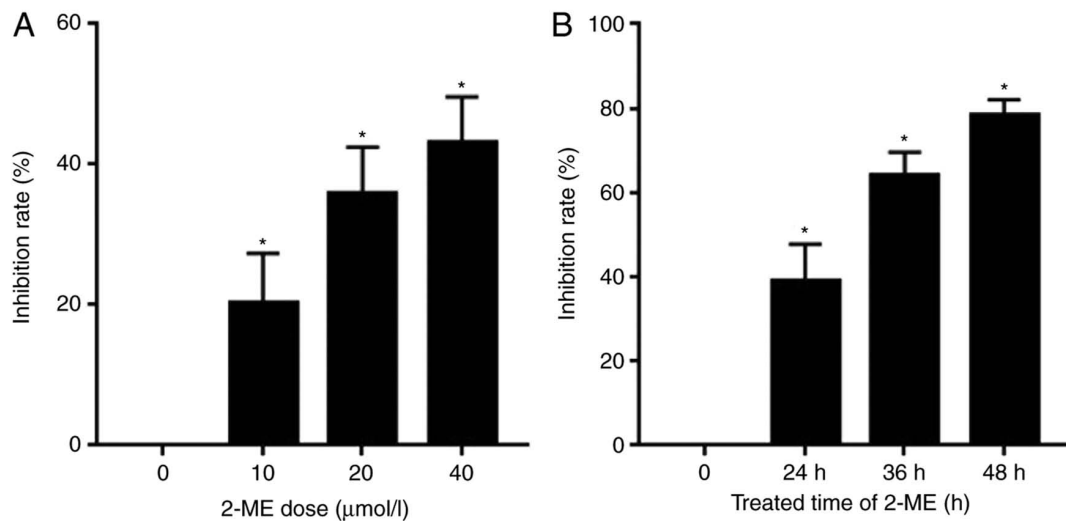 A
Inhibition rate (%)
60
40
20
0
*
*
*
0 10 20 40
2-ME dose (μmol/l)
B
Inhibition rate (%)
100
80
60
40
20
0
*
*
*
0 24 h 36 h 48 h
Treated time of 2-ME (h)